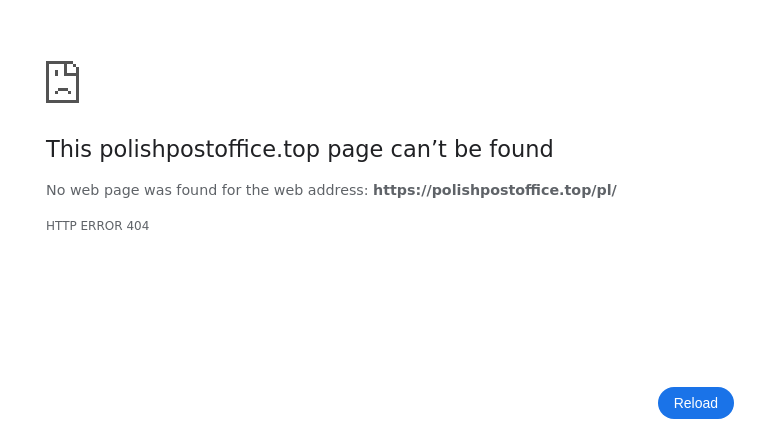 This polishpostoffice.top page can’t be found
No web page was found for the web address: https://polishpostoffice.top/pl/
HTTP ERROR 404
Reload